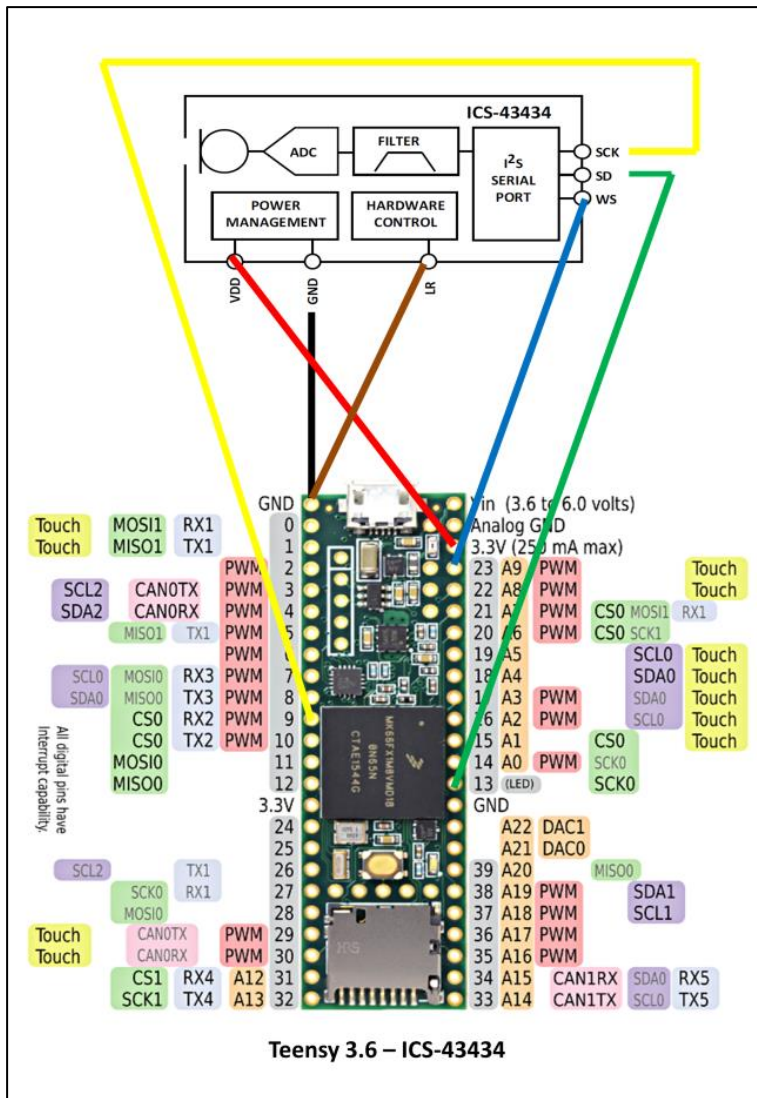 ICS-43434
ADC
FILTER
I²S
SERIAL
PORT
SCK
SD
WS
POWER
MANAGEMENT
HARDWARE
CONTROL
VDD
GND
LR
GND
Vin (3.6 to 6.0 volts)
Touch MOSI1 RX1 0
Analog GND
Touch MISO1 TX1 1
3.3V (250 mA max)
PWM 2
23 A9 PWM Touch
SCL2 CAN0TX PWM 3
22 A8 PWM Touch
SDA2 CAN0RX PWM 4
21 A7 PWM CS0 MOSI1 RX1
MISO1 TX1 PWM 5
20 A6 PWM CS0 SCK1
PWM 6
19 A5 SCL0 Touch
SCL0 MOSI0 RX3 PWM 7
18 A4 SDA0 Touch
SDA0 MISO0 TX3 PWM 8
A3 PWM SDA0 Touch
CS0 RX2 PWM 9
16 A2 PWM SCL0 Touch
CS0 TX2 PWM 10
15 A1 CS0 Touch
MOSI0 11
14 A0 PWM SCK0
MISO0 12
13 (LED) SCK0
3.3V
GND
24
A22 DAC1
25
A21 DAC0
SCL2 TX1 26
39 A20 MISO0
SCK0 RX1 27
38 A19 PWM SDA1
MOSI0 28
37 A18 PWM SCL1
Touch CAN0TX PWM 29
36 A17 PWM
Touch CAN0RX PWM 30
35 A16 PWM
CS1 RX4 A12 31
34 A15 CAN1RX SDA0 RX5
SCK1 TX4 A13 32
33 A14 CAN1TX SCL0 TX5
All digital pins have
Interrupt capability.
MK66FX1M0VMD18
8N65N
CTAE1544G
Teensy 3.6 – ICS-43434